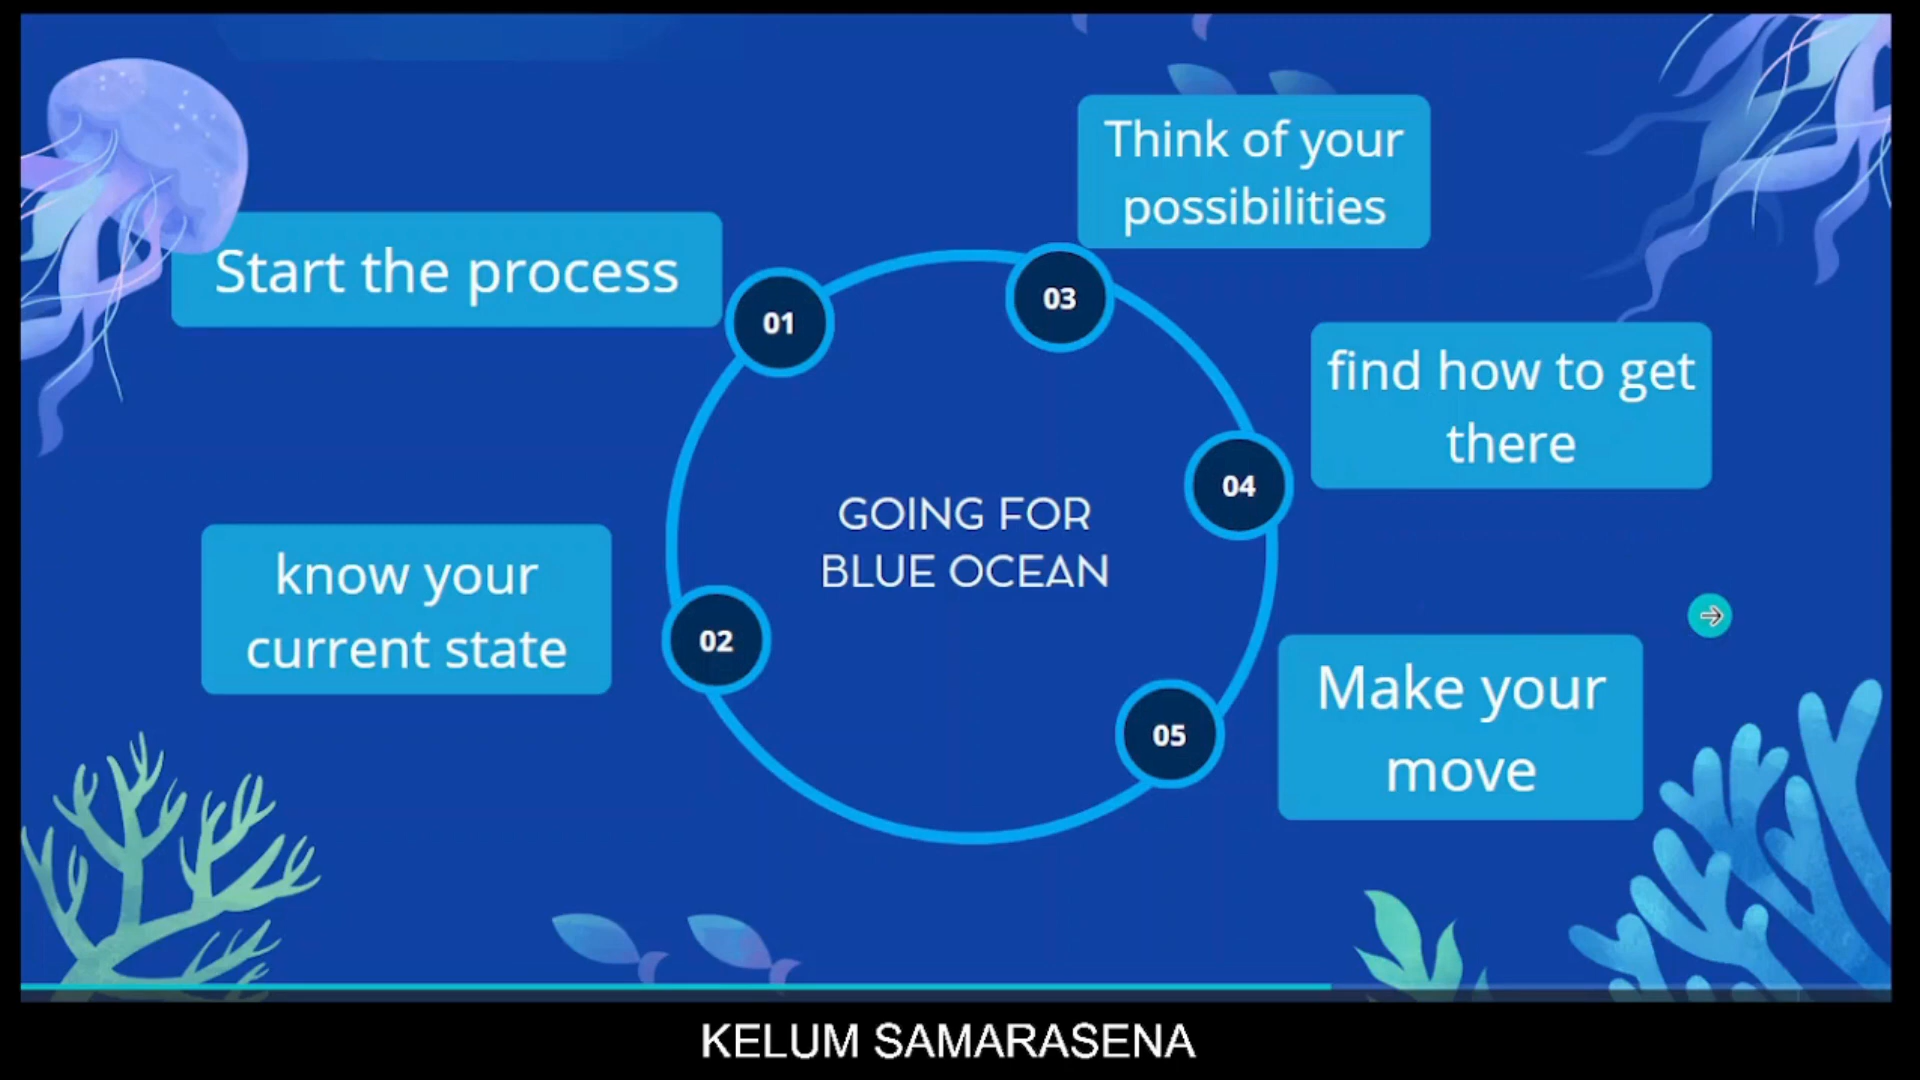 Start the process
01
know your
current state
02
Think of your
possibilities
03
find how to get
there
04
Make your
move
05
GOING FOR
BLUE OCEAN
KELUM SAMARASENA